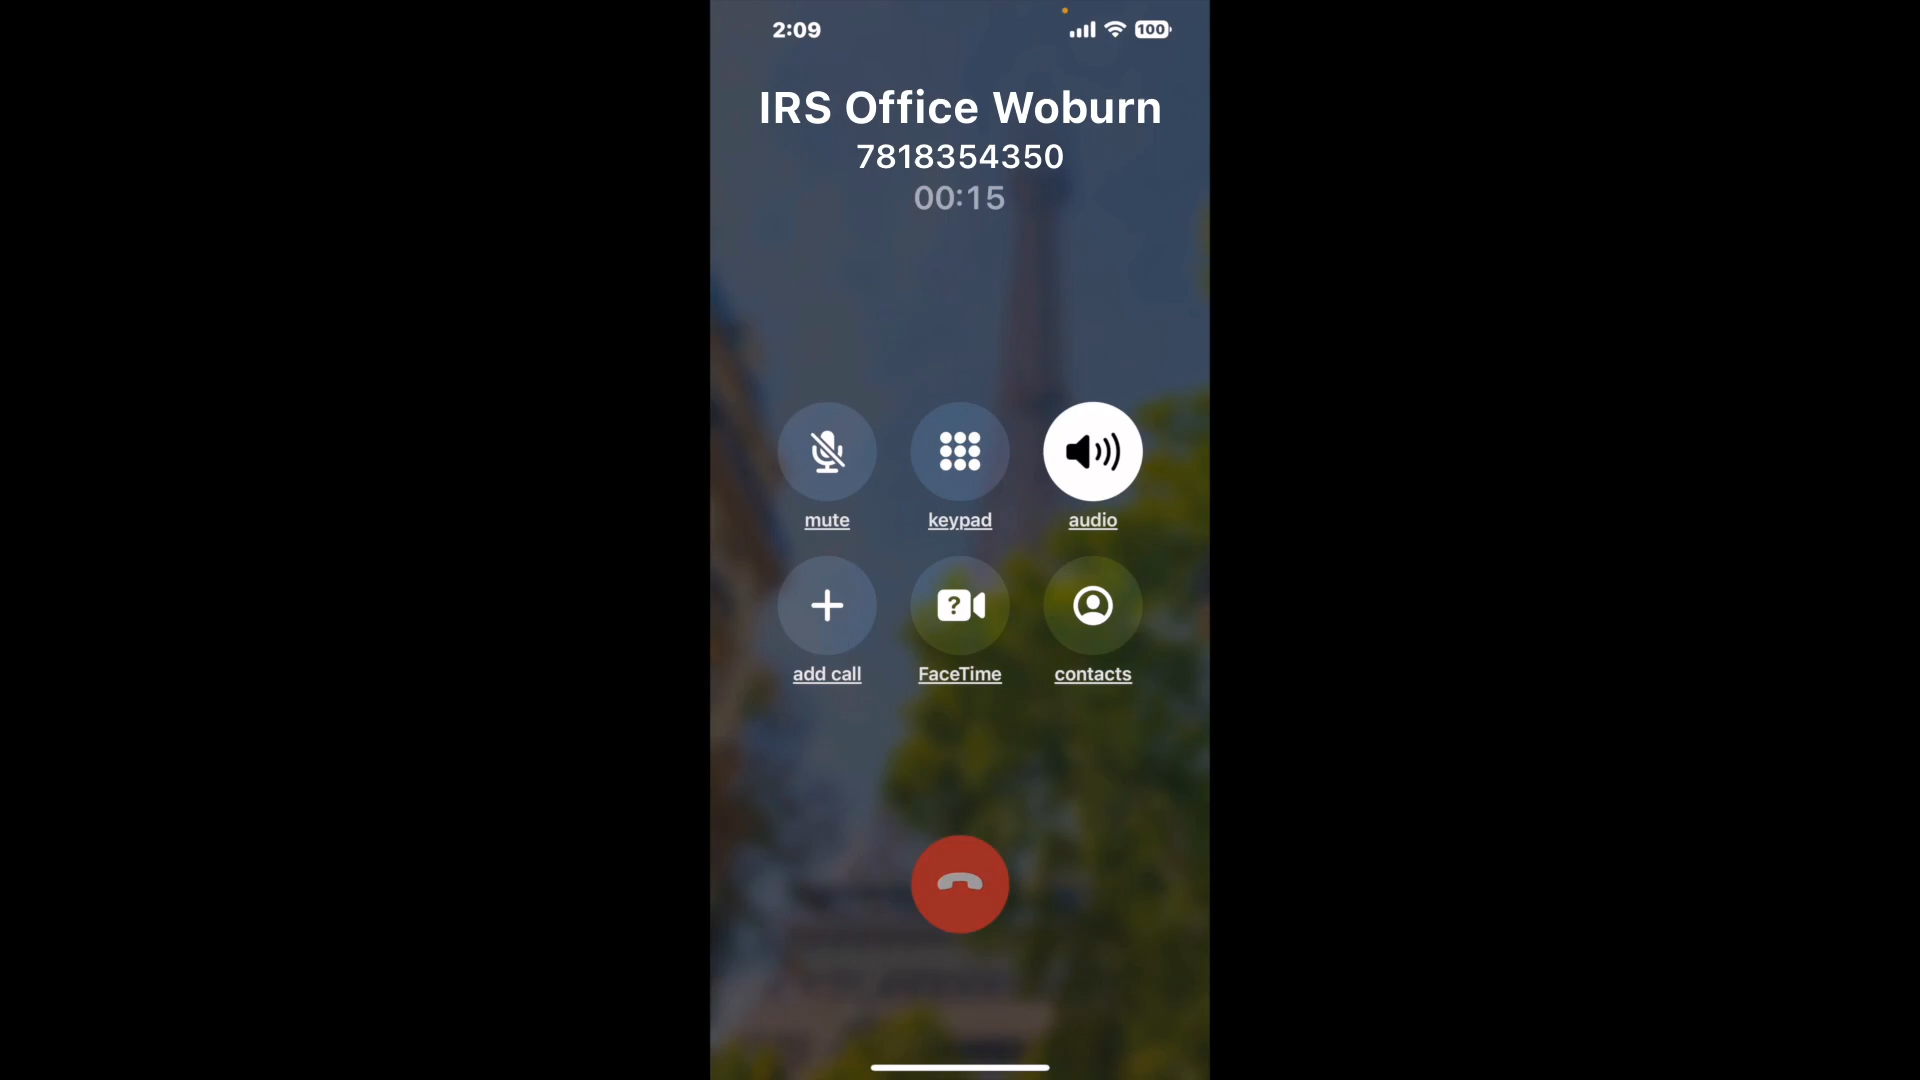 2:09
100
IRS Office Woburn
7818354350
00:15
mute
keypad
audio
add call
FaceTime
contacts